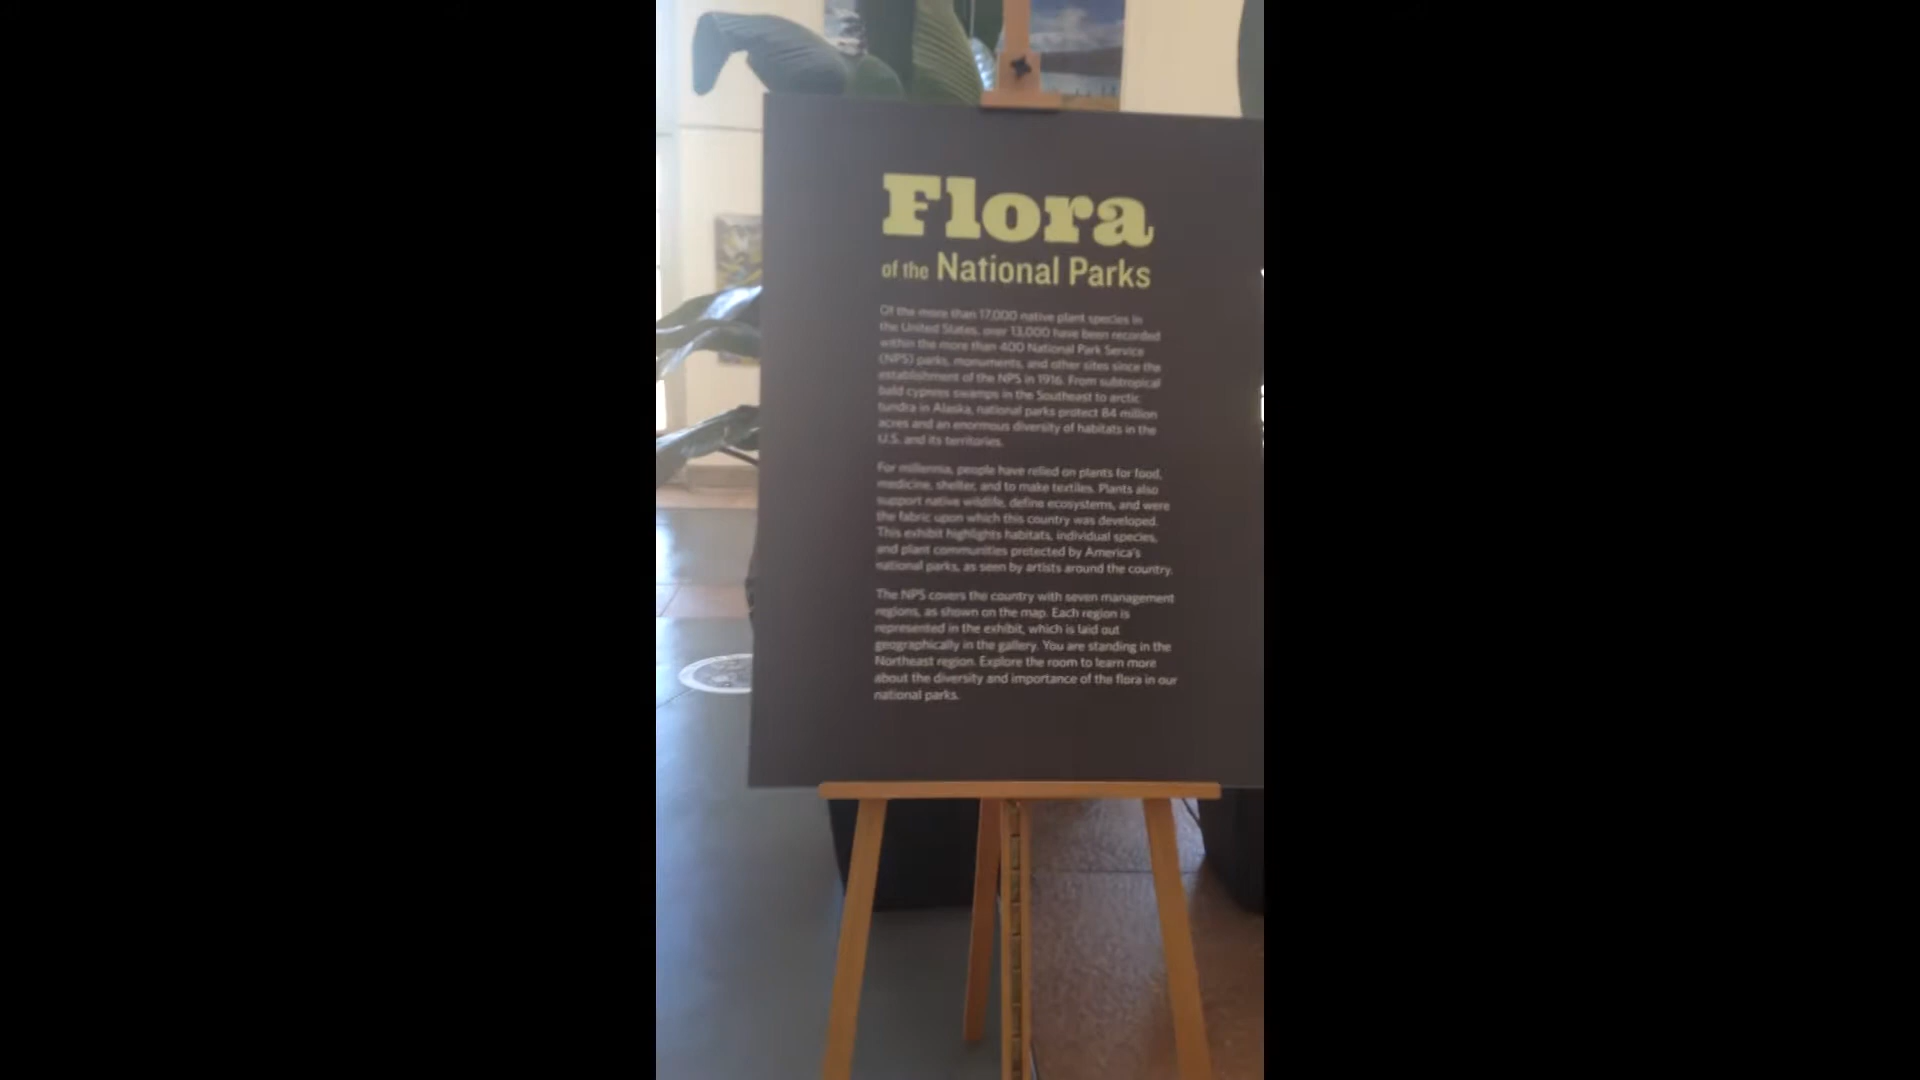 Flora
of the National Parks
Of the more than 17,000 native plant species in
the United States, over 13,000 have been recorded
within the more than 400 National Park Service
(NPS) parks, monuments, and other sites since the
establishment of the NPS in 1916. From subtropical
bald cypress swamps in the Southeast to arctic
tundra in Alaska, national parks protect 84 million
acres and an enormous diversity of habitats in the
U.S. and its territories.
For millennia, people have relied on plants for food,
medicine, shelter, and to make textiles. Plants also
support native wildlife, define ecosystems, and were
the fabric upon which this country was developed.
This exhibit highlights habitats, individual species,
and plant communities protected by America's
national parks, as seen by artists around the country.
The NPS covers the country with seven management
regions, as shown on the map. Each region is
represented in the exhibit, which is laid out
geographically in the gallery. You are standing in the
Northeast region. Explore the room to learn more
about the diversity and importance of the flora in our
national parks.